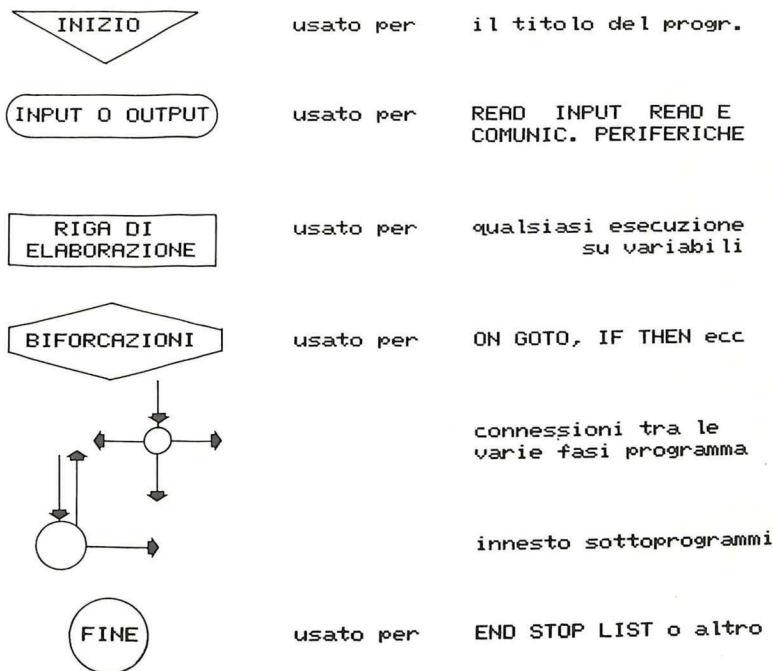 INIZIO usato per il titolo del progr.
INPUT O OUTPUT usato per READ INPUT READ E
COMUNIC. PERIFERICHE
RIGA DI usato per qualsiasi esecuzione
ELABORAZIONE su variabili
BIFORCAZIONI usato per ON GOTO, IF THEN ecc
connessioni tra le
varie fasi programma
innesto sottoprogrammi
FINE usato per END STOP LIST o altro